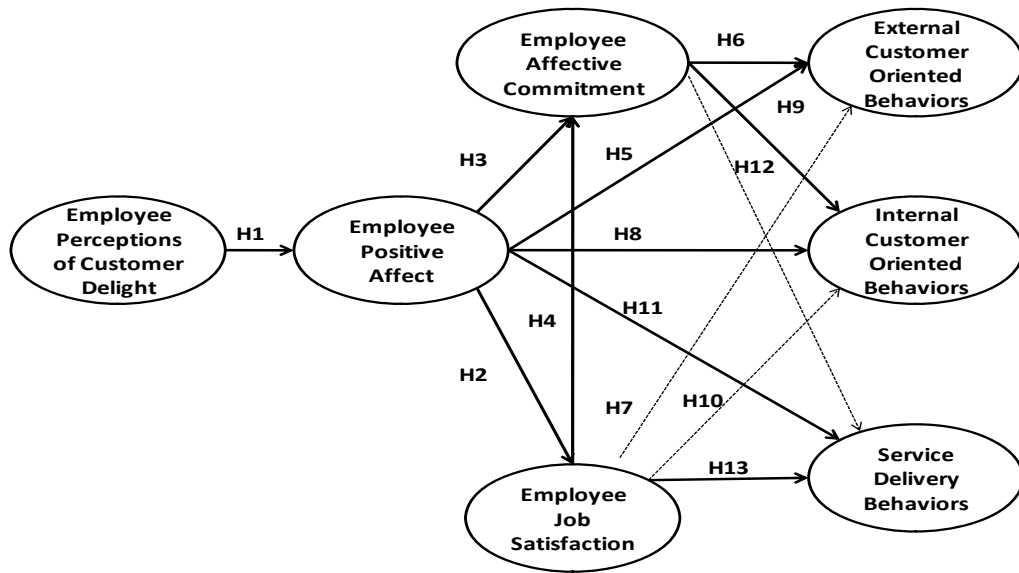 Employee
Affective
Commitment
H6
External
Customer
Oriented
Behaviors
H9
H3
H5
H12
Employee
Perceptions
of Customer
Delight
H1
Employee
Positive
Affect
H8
Internal
Customer
Oriented
Behaviors
H4
H11
H2
H7
H10
H13
Employee
Job
Satisfaction
Service
Delivery
Behaviors